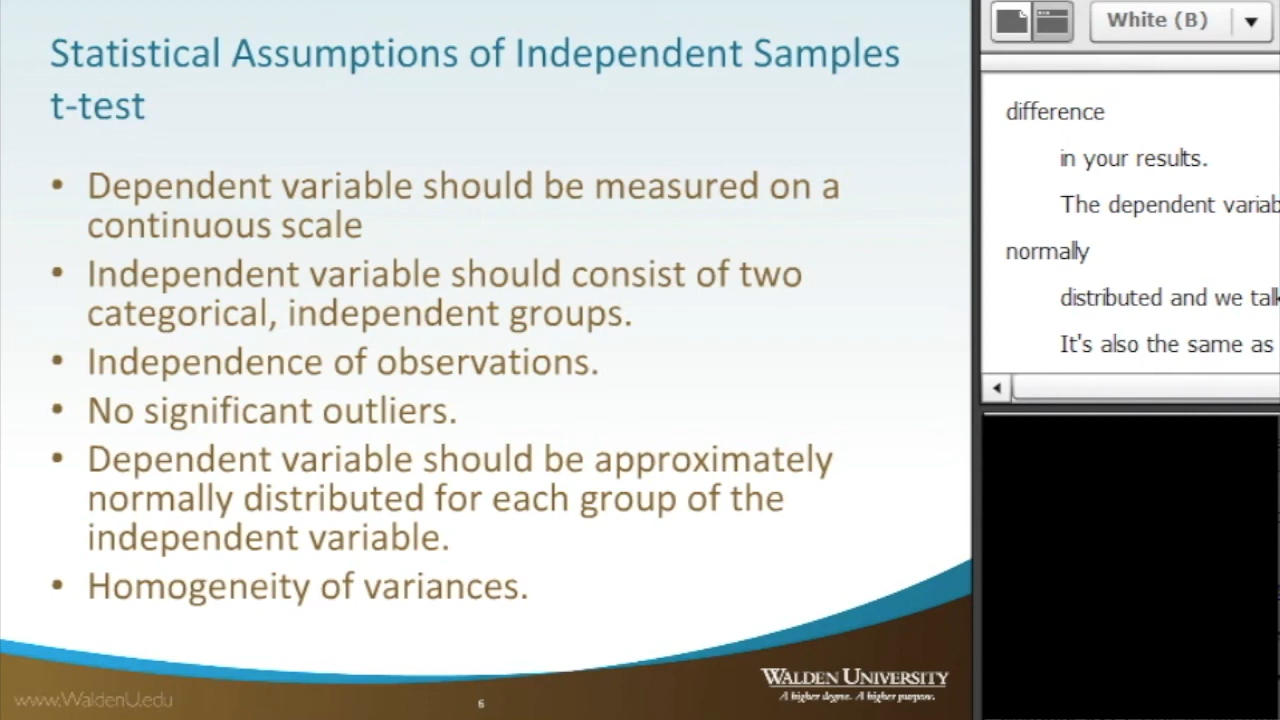 Statistical Assumptions of Independent Samples
t-test
• Dependent variable should be measured on a
continuous scale
• Independent variable should consist of two
categorical, independent groups.
• Independence of observations.
• No significant outliers.
• Dependent variable should be approximately
normally distributed for each group of the
independent variable.
• Homogeneity of variances.
www.WaldenU.edu
6
WALDEN UNIVERSITY
A higher degree. A higher purpose.
White (B)
difference
in your results.
The dependent variab
normally
distributed and we talk
It's also the same as